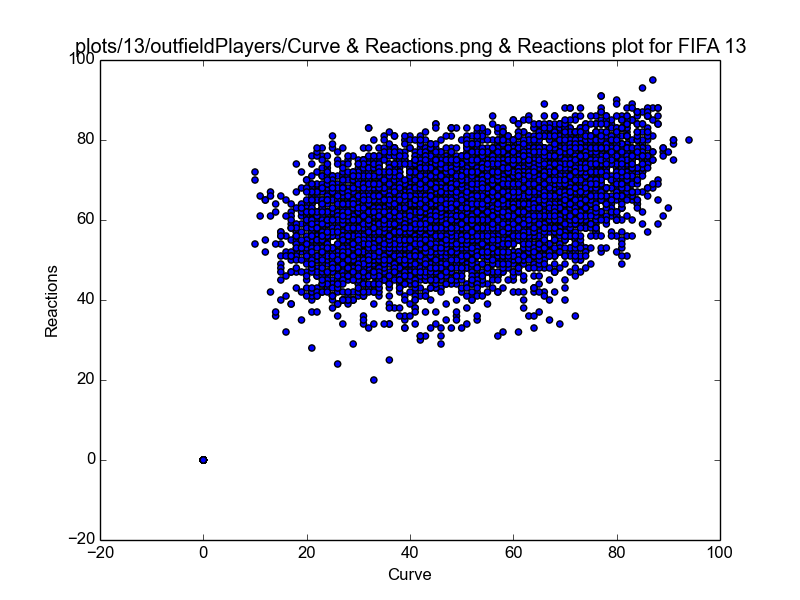 plots/13/outfieldPlayers/Curve & Reactions.png & Reactions plot for FIFA 13
100
80
60
40
20
0
−20
Reactions
−20 0 20 40 60 80 100
Curve